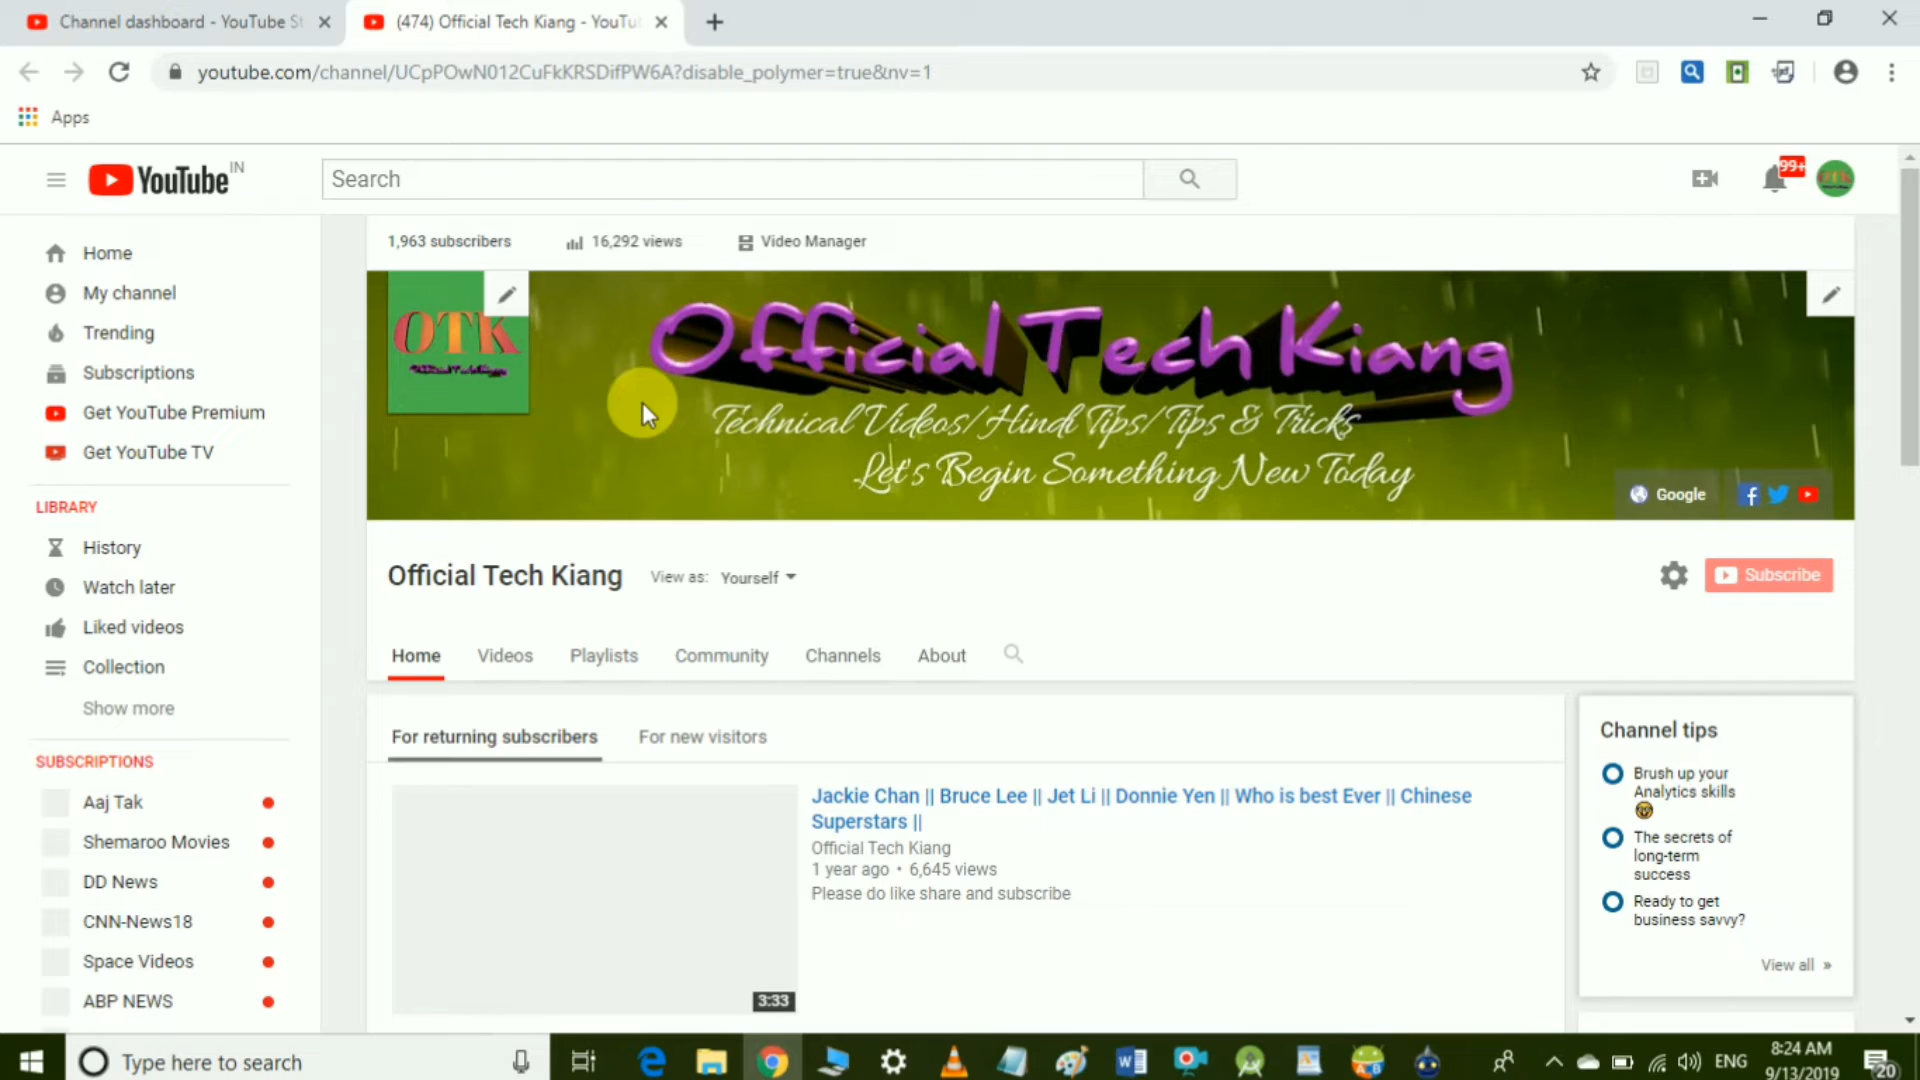 Channel dashboard - YouTube St
(474) Official Tech Kiang - YouTu
youtube.com/channel/UCpPOwN012CuFkKRSDifPW6A?disable_polymer=true&nv=1
Apps
YouTube IN
Search
99+
OTK
Home
My channel
Trending
Subscriptions
Get YouTube Premium
Get YouTube TV
LIBRARY
History
Watch later
Liked videos
Collection
Show more
SUBSCRIPTIONS
Aaj Tak
Shemaroo Movies
DD News
CNN-News18
Space Videos
ABP NEWS
1,963 subscribers
16,292 views
Video Manager
OTK
Official Tech Kiang
Technical Videos/Hindi Tips/Tips & Tricks
Let's Begin Something New Today
Google
Official Tech Kiang
View as: Yourself
Subscribe
Home Videos Playlists Community Channels About
For returning subscribers
For new visitors
3:33
Jackie Chan || Bruce Lee || Jet Li || Donnie Yen || Who is best Ever || Chinese
Superstars ||
Official Tech Kiang
1 year ago • 6,645 views
Please do like share and subscribe
Channel tips
Brush up your
Analytics skills
The secrets of
long-term
success
Ready to get
business savvy?
View all »
Type here to search
ENG
8:24 AM
9/13/2019
20